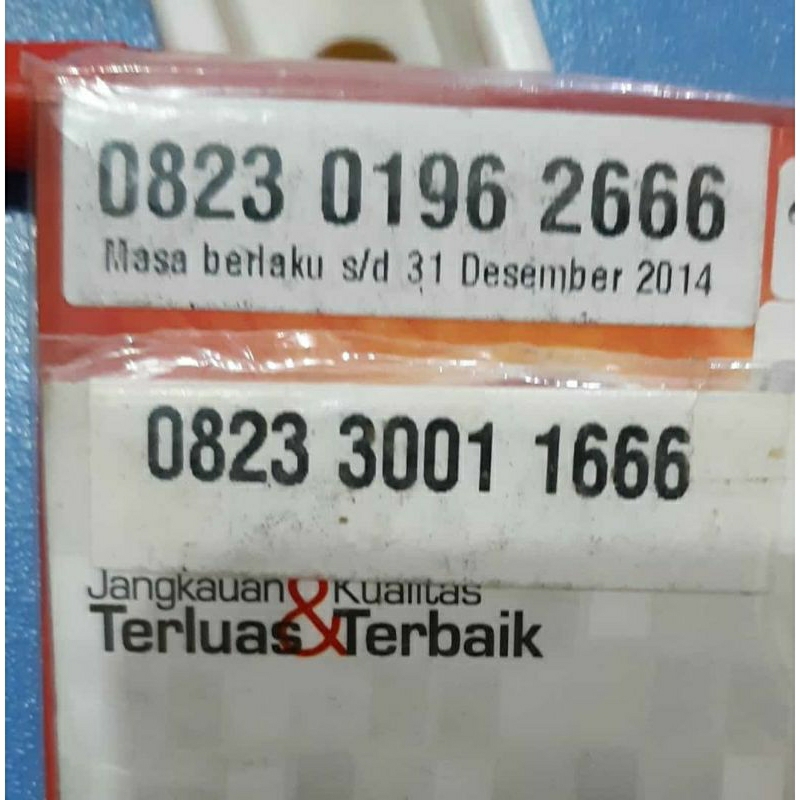 0823 0196 2666
Masa berlaku s/d 31 Desember 2014
0823 3001 1666
Jangkauan & Kualitas
Terluas & Terbaik